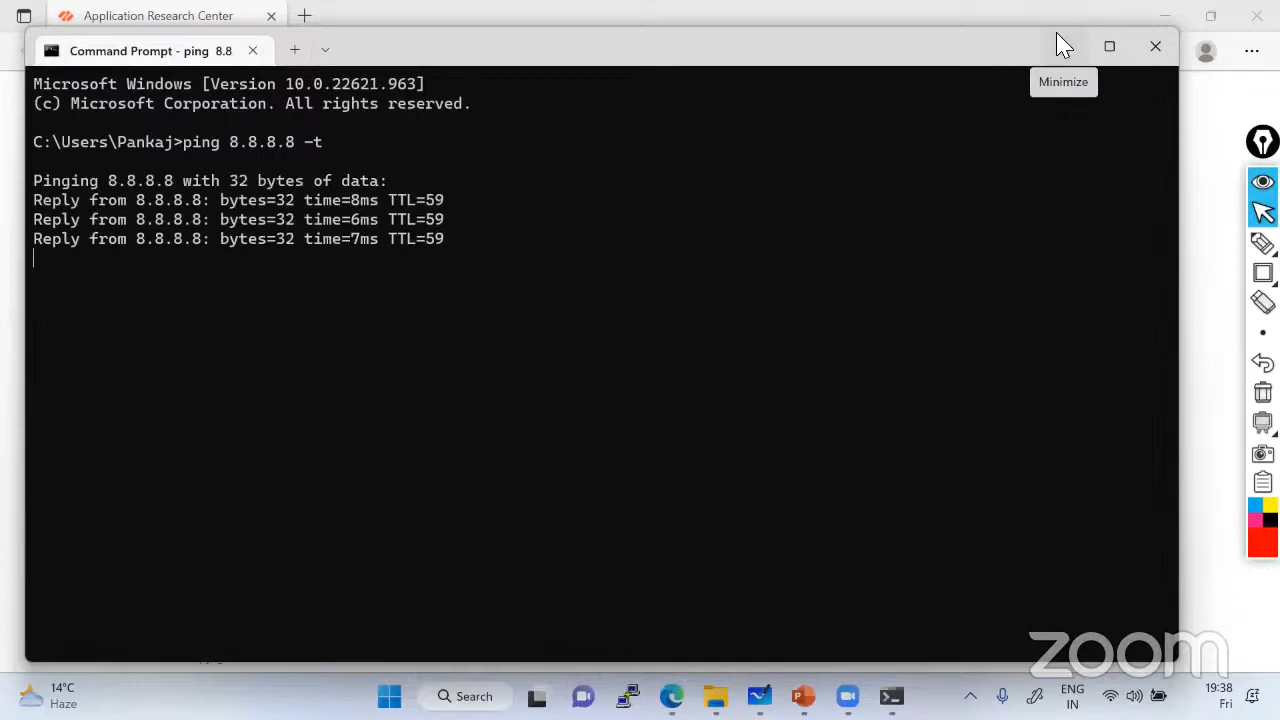 Application Research Center
Command Prompt - ping 8.8
Minimize
Microsoft Windows [Version 10.0.22621.963]
(c) Microsoft Corporation. All rights reserved.
C:\Users\Pankaj>ping 8.8.8.8 -t
Pinging 8.8.8.8 with 32 bytes of data:
Reply from 8.8.8.8: bytes=32 time=8ms TTL=59
Reply from 8.8.8.8: bytes=32 time=6ms TTL=59
Reply from 8.8.8.8: bytes=32 time=7ms TTL=59
zoom
14°C
Haze
Search
ENG
IN
19:38
Fri